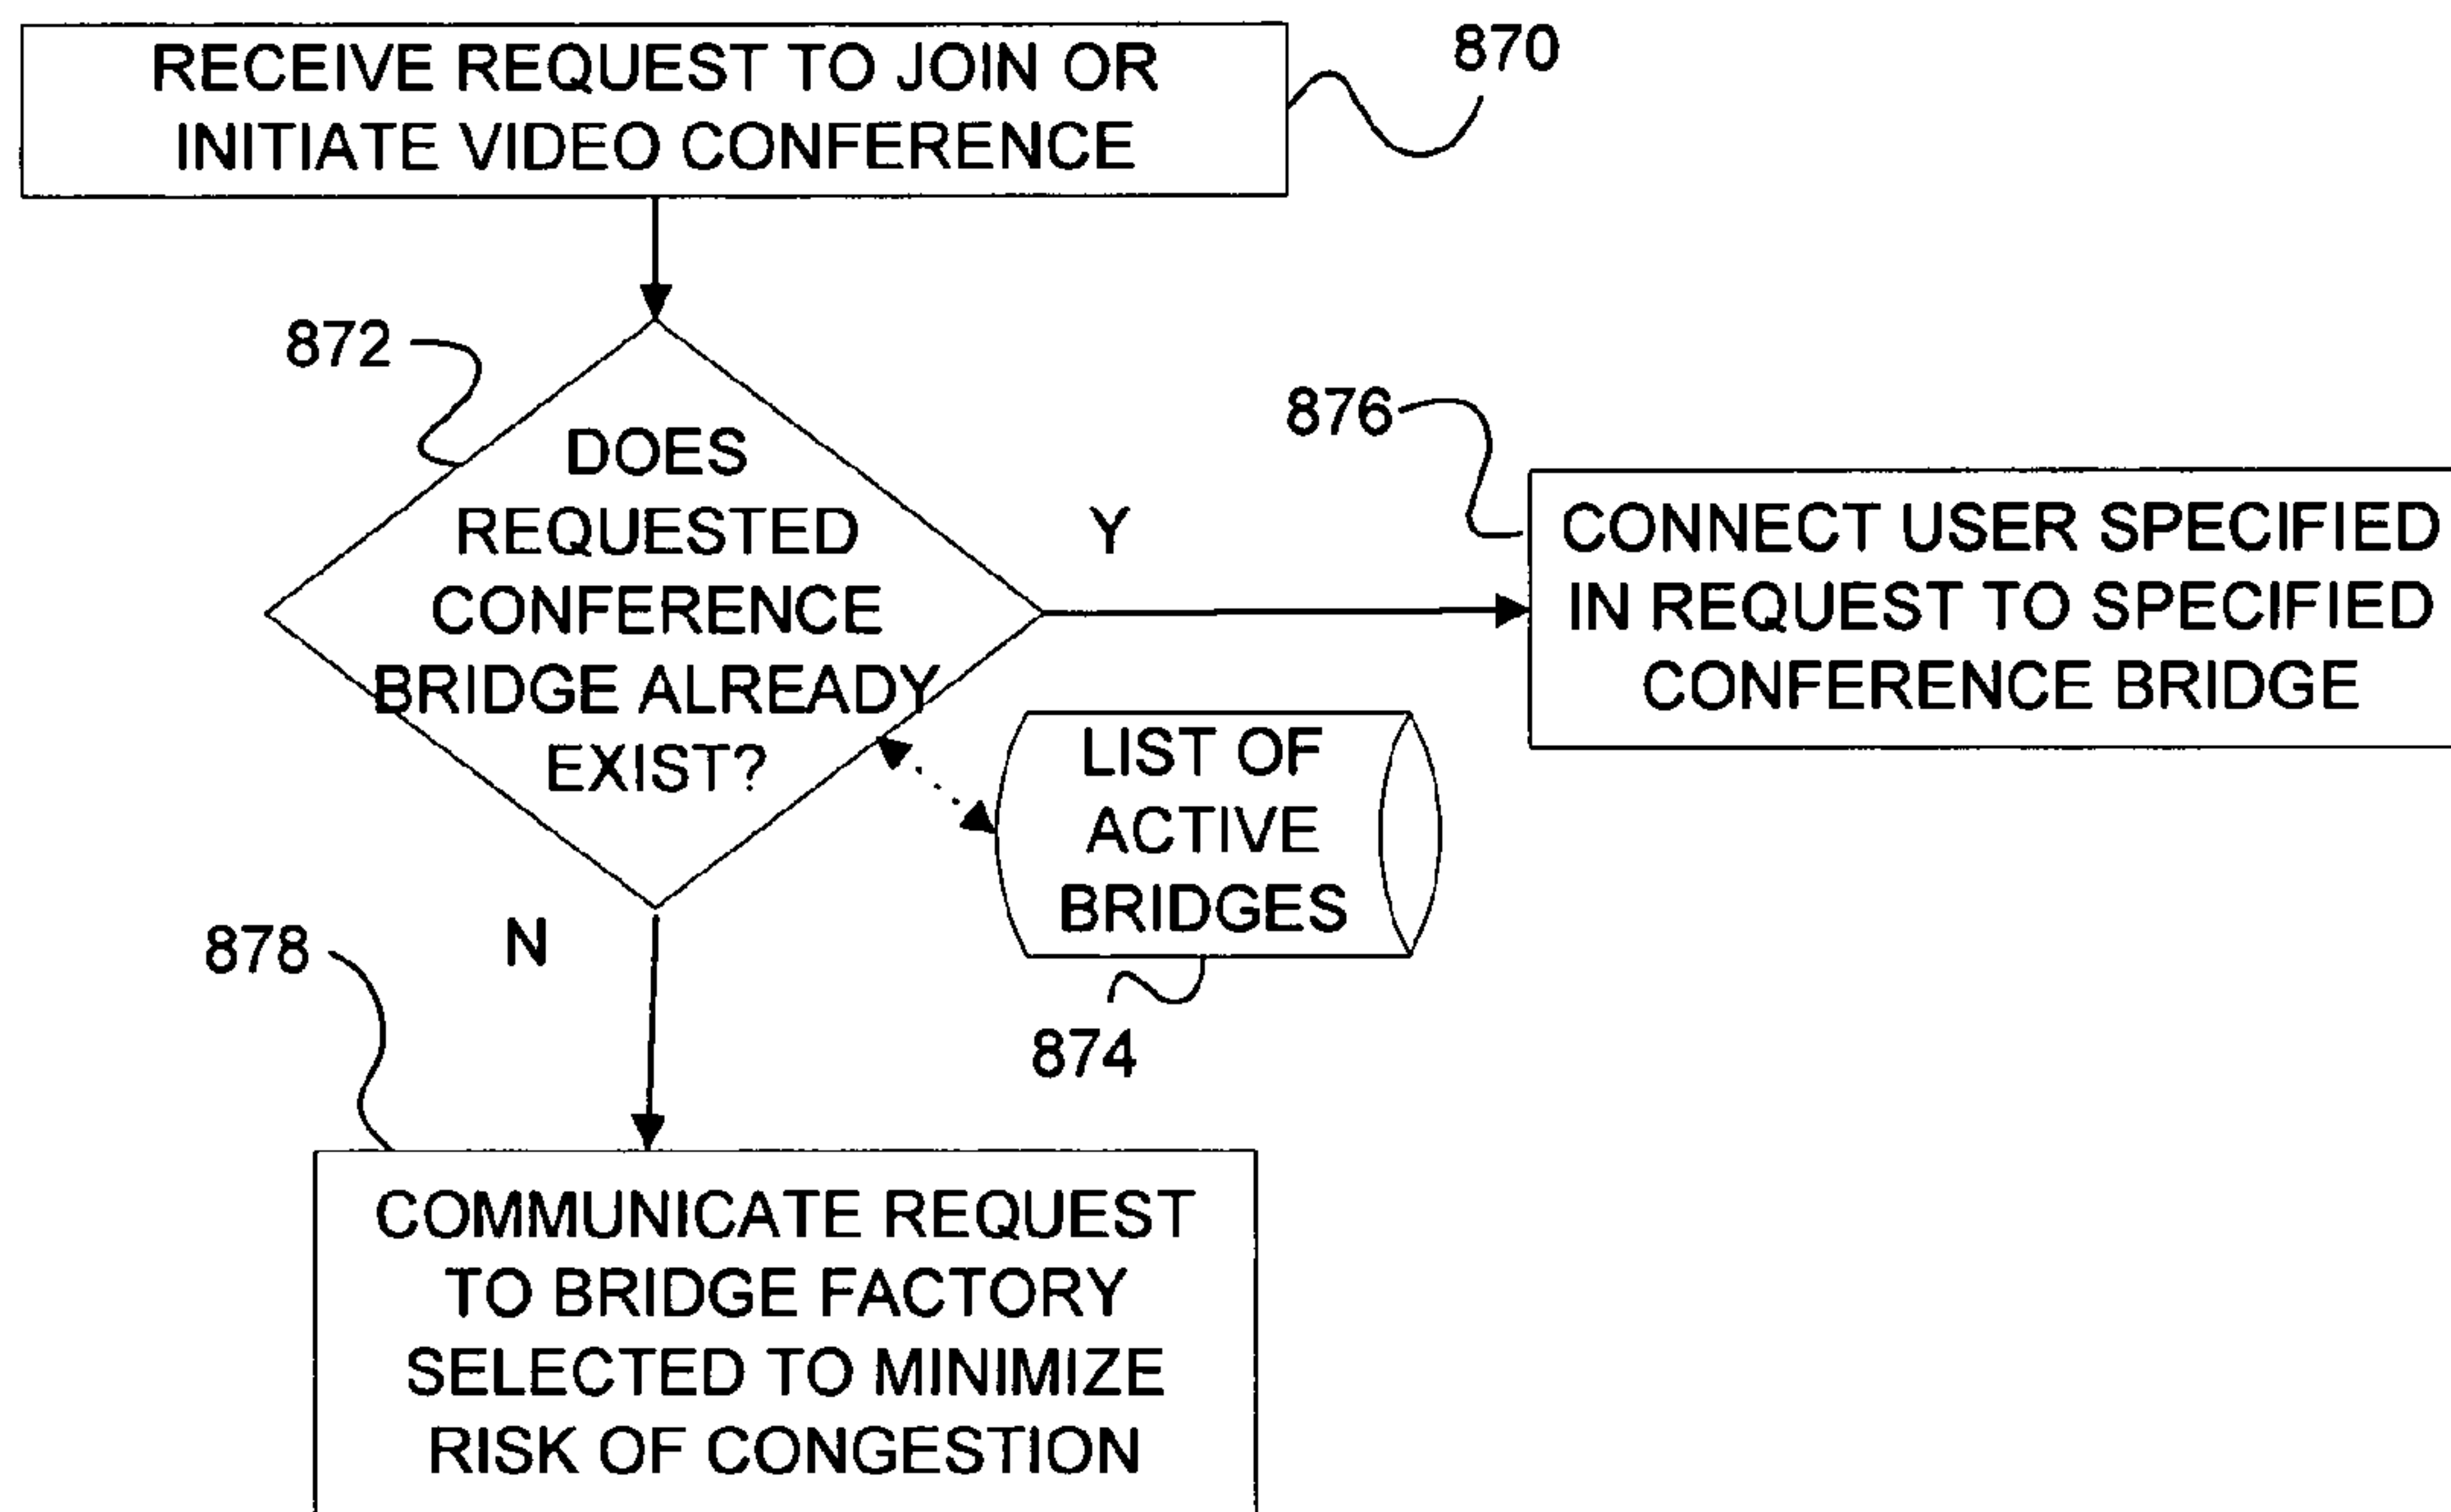 RECEIVE REQUEST TO JOIN OR
INITIATE VIDEO CONFERENCE
870
872
DOES
REQUESTED
CONFERENCE
BRIDGE ALREADY
EXIST?
Y
876
CONNECT USER SPECIFIED
IN REQUEST TO SPECIFIED
CONFERENCE BRIDGE
LIST OF
ACTIVE
BRIDGES
874
N
878
COMMUNICATE REQUEST
TO BRIDGE FACTORY
SELECTED TO MINIMIZE
RISK OF CONGESTION